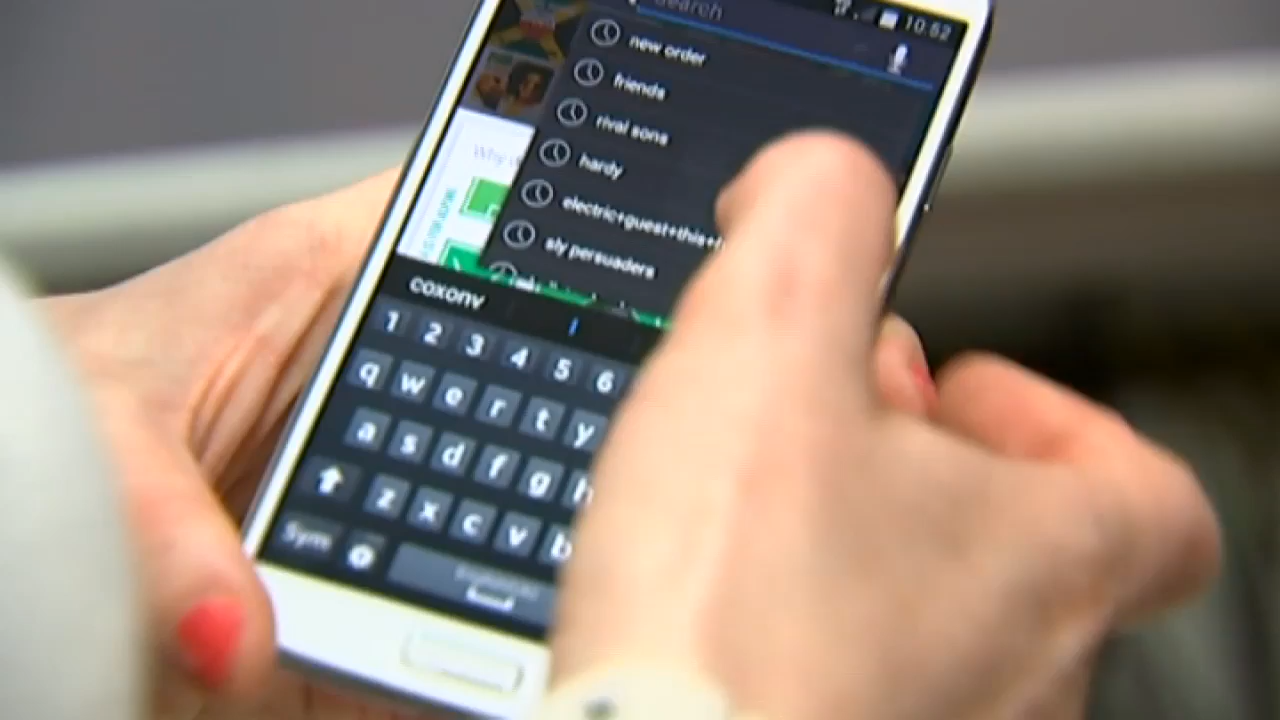 Search
10:52
new order
friends
rival sons
hardy
electric+guest+this+
sly persuaders
Why
coxonv
1 2 3 4 5 6
q w e r t y
a s d f g h
z x c v b
Sym